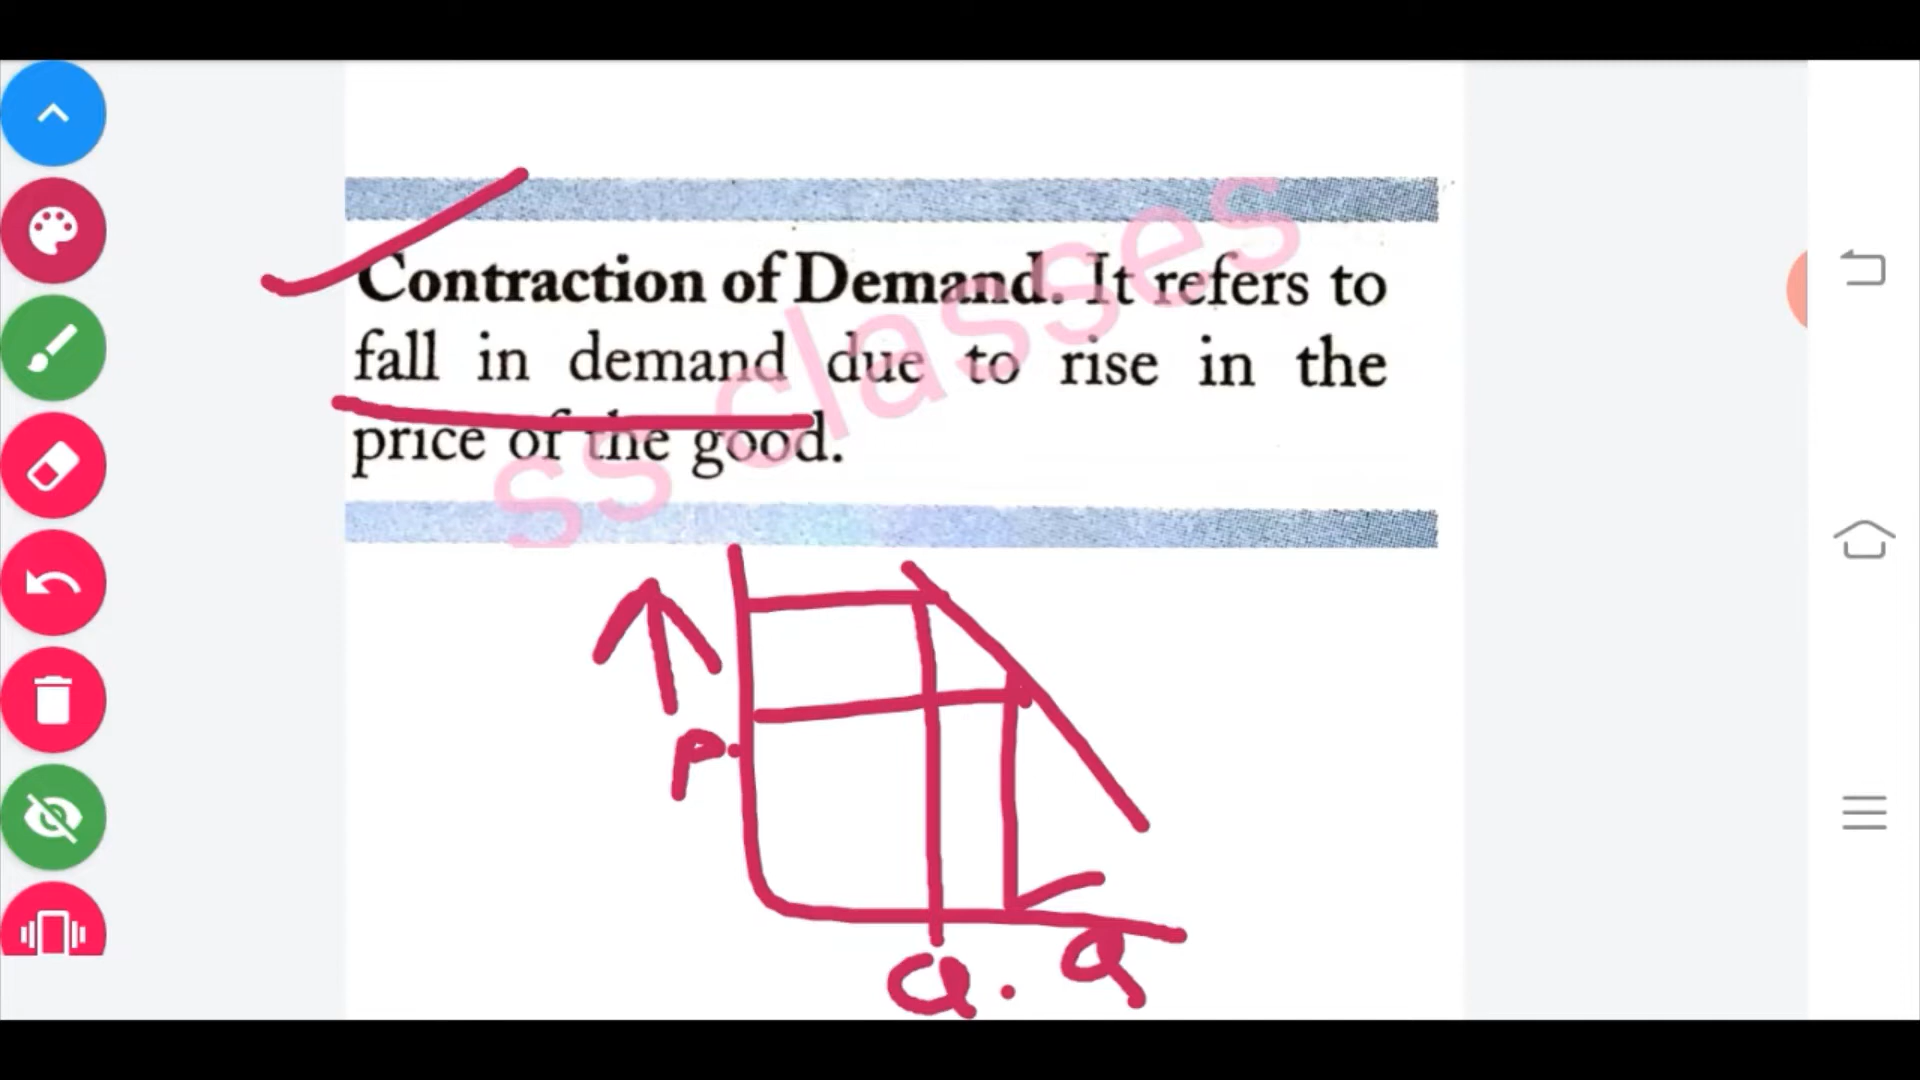 Contraction of Demand. It refers to
fall in demand due to rise in the
price of the good.
ss classes
P.
Q. Q